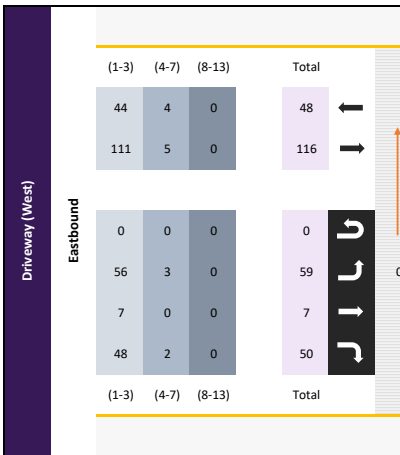 Driveway (West)
Eastbound
(1-3) (4-7) (8-13) Total
44 4 0 48
111 5 0 116
0 0 0 0
56 3 0 59
7 0 0 7
48 2 0 50
(1-3) (4-7) (8-13) Total